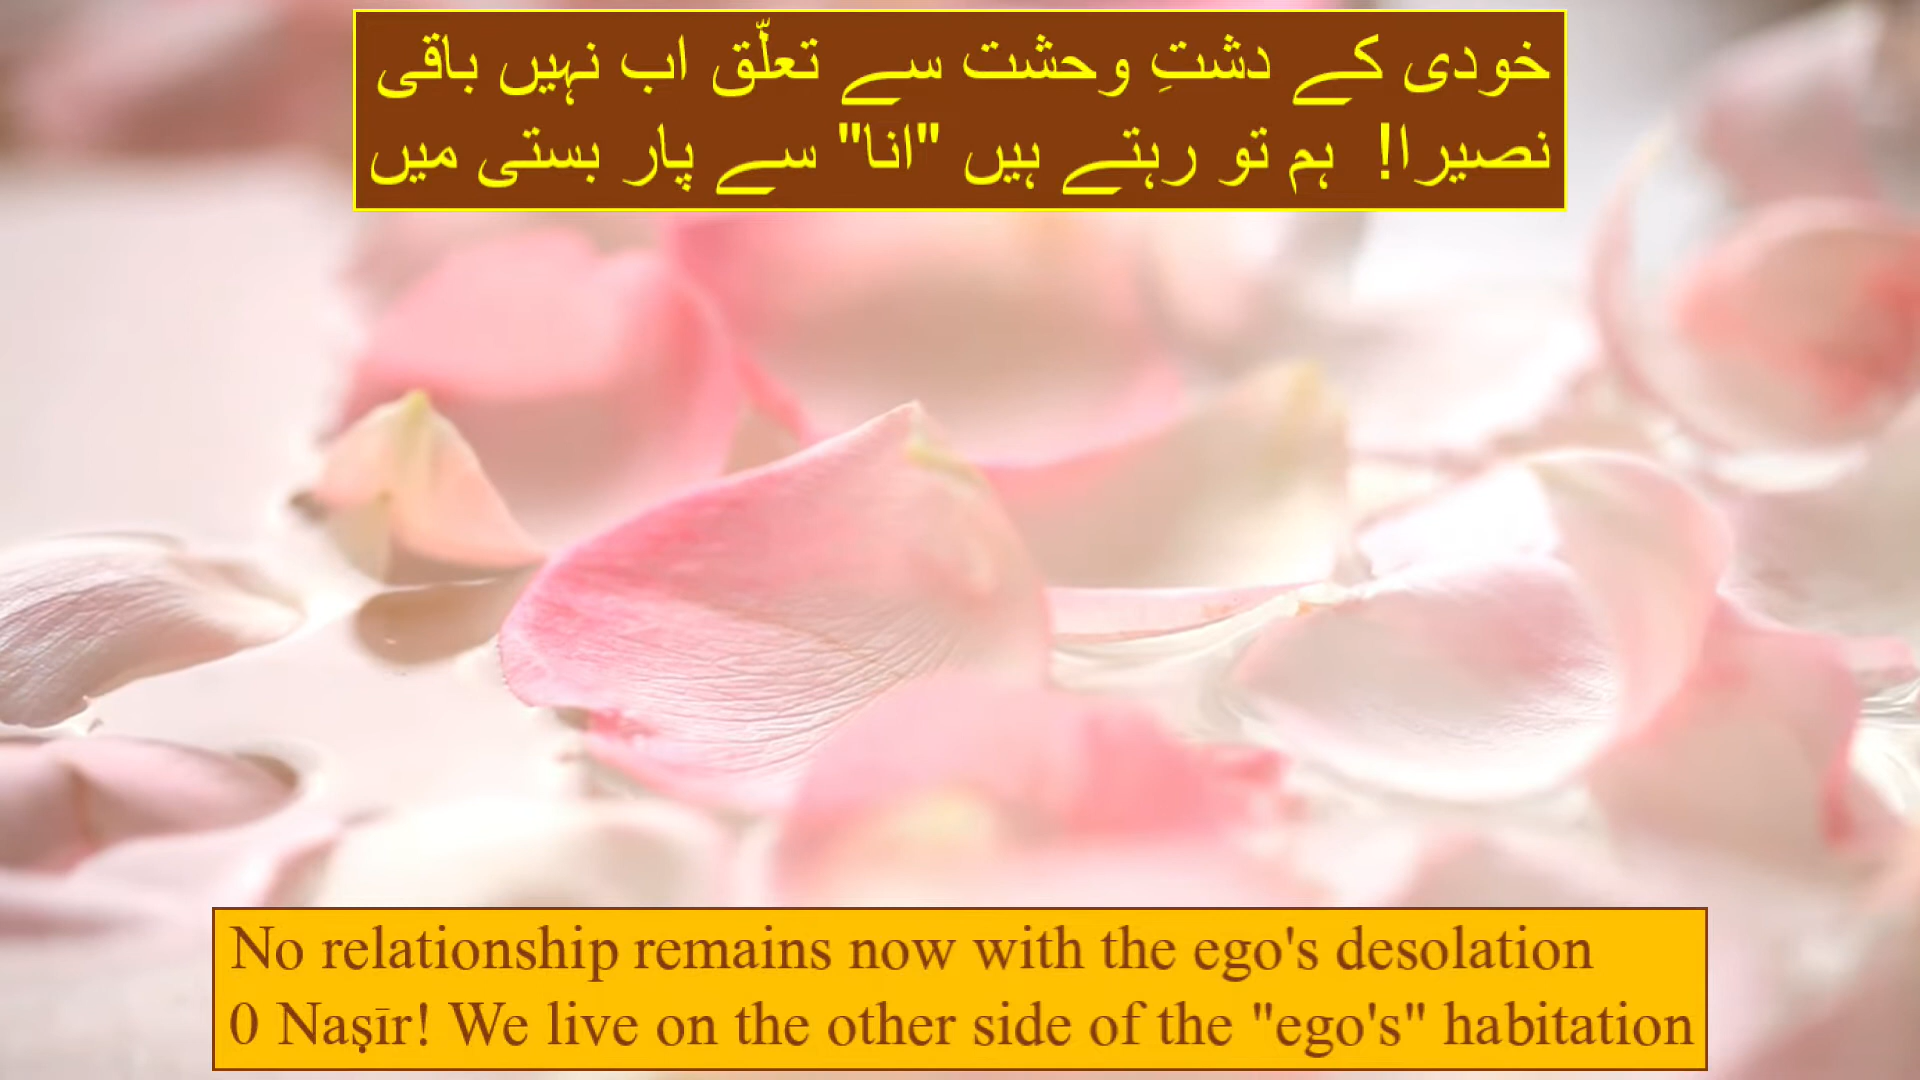 خودی کے دشتِ وحشت سے تعلّق اب نہیں باقی
نصیرا!  ہم تو رہتے ہیں "انا" سے پار بستی میں
No relationship remains now with the ego's desolation
0 Naṣīr! We live on the other side of the "ego's" habitation